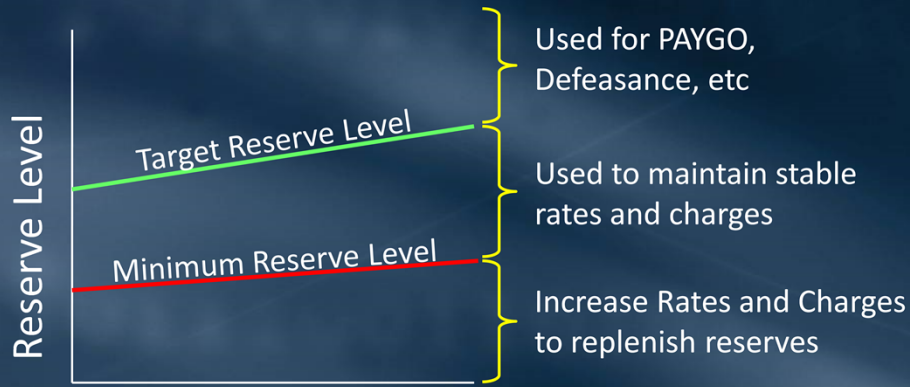 Reserve Level
Target Reserve Level
Minimum Reserve Level
Used for PAYGO,
Defeasance, etc
Used to maintain stable
rates and charges
Increase Rates and Charges
to replenish reserves